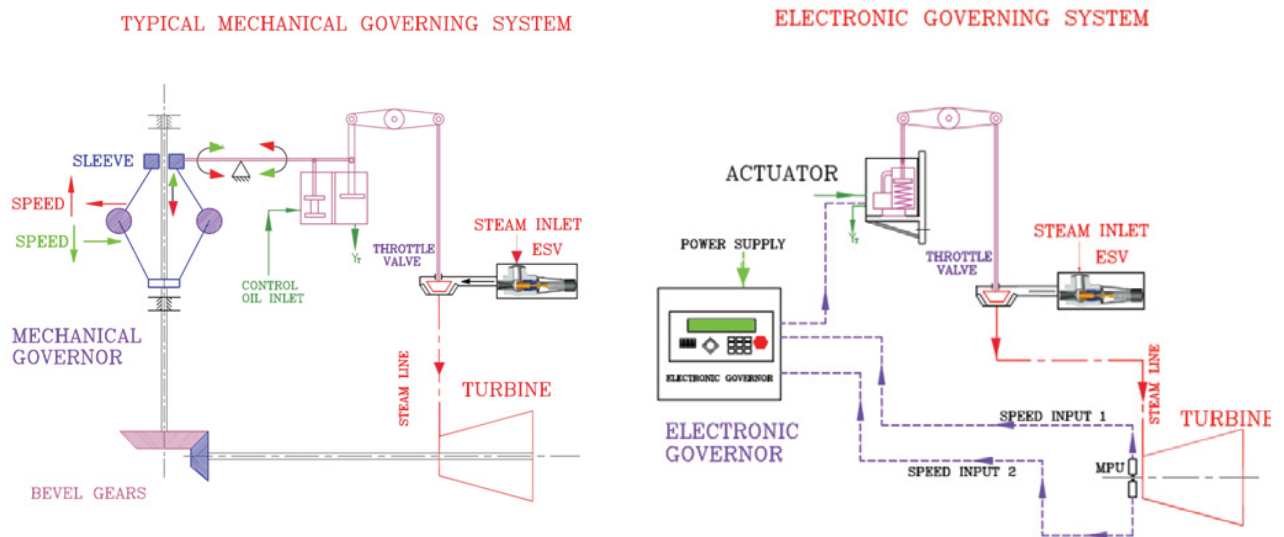 TYPICAL MECHANICAL GOVERNING SYSTEM
SLEEVE
SPEED
SPEED
CONTROL
OIL INLET
THROTTLE
VALVE
STEAM INLET
ESV
MECHANICAL
GOVERNOR
STEAM LINE
TURBINE
BEVEL GEARS
ELECTRONIC GOVERNING SYSTEM
ACTUATOR
POWER SUPPLY
THROTTLE
VALVE
STEAM INLET
ESV
ELECTRONIC GOVERNOR
ELECTRONIC
GOVERNOR
SPEED INPUT 1
SPEED INPUT 2
MPU
STEAM LINE
TURBINE